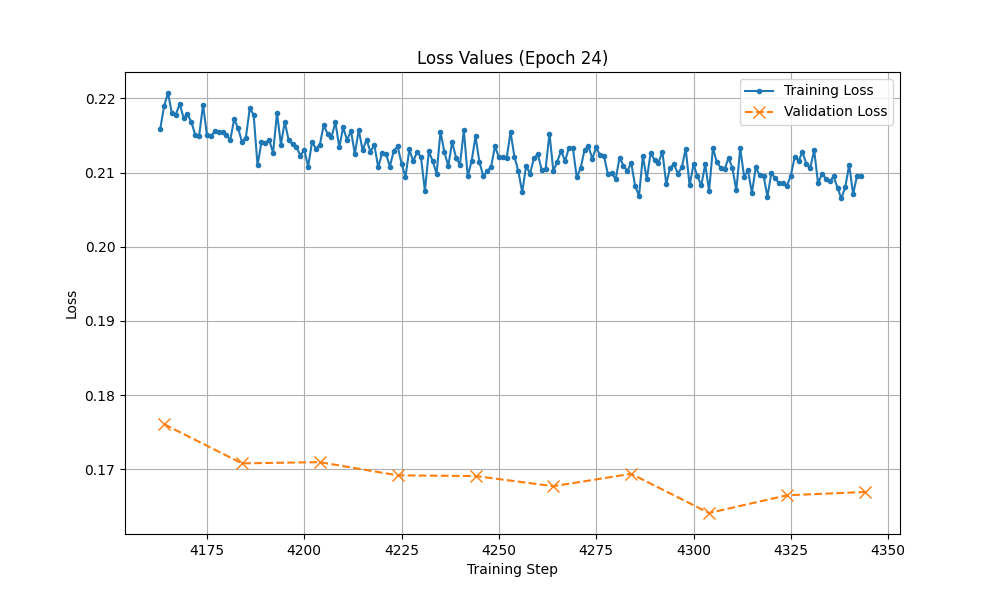 Loss Values (Epoch 24)
Training Loss
Validation Loss
0.22
0.21
0.20
0.19
0.18
0.17
Loss
4175
4200
4225
4250
4275
4300
4325
4350
Training Step